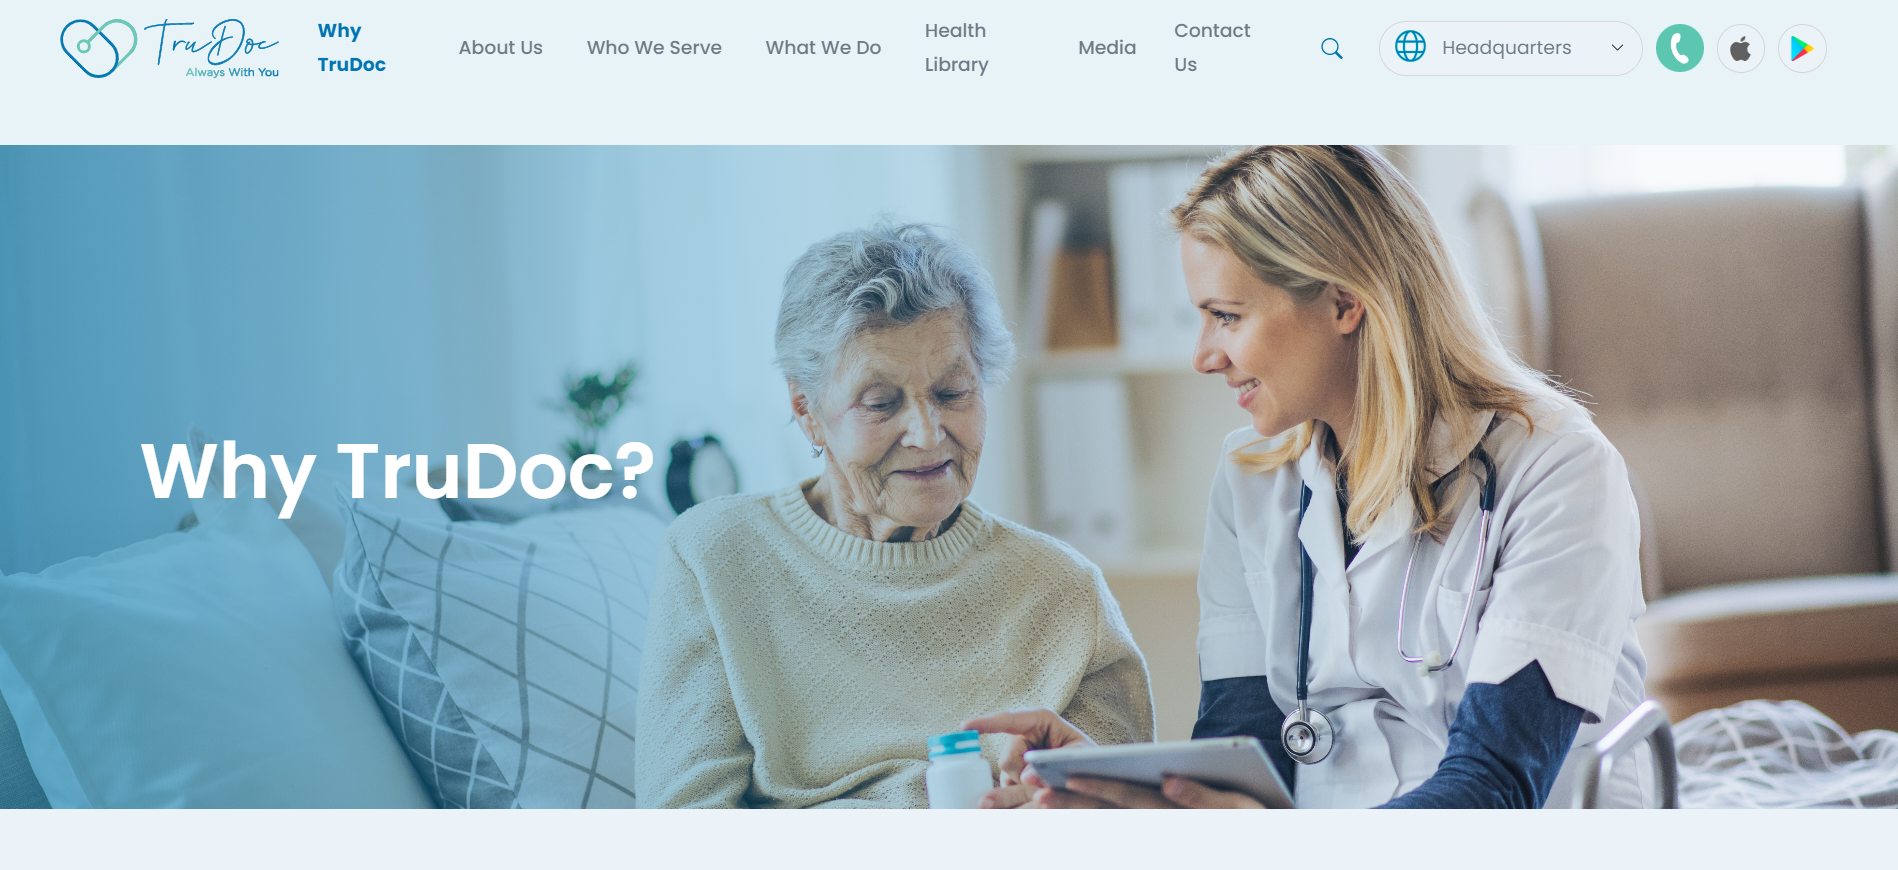 TruDoc
Always With You
Why
TruDoc
About Us
Who We Serve
What We Do
Health
Library
Media
Contact
Us
Headquarters
Why TruDoc?